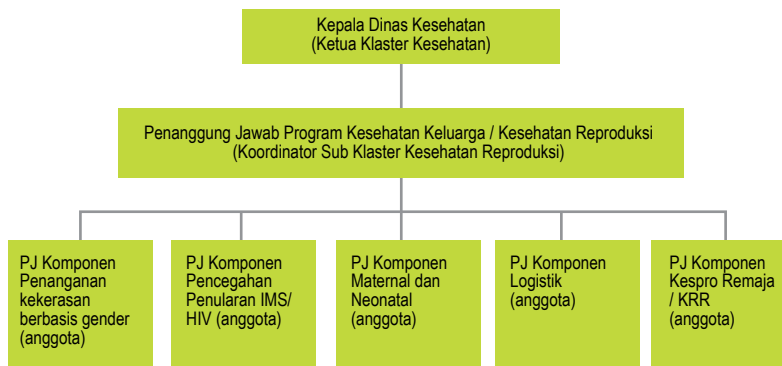 Kepala Dinas Kesehatan
(Ketua Klaster Kesehatan)
Penanggung Jawab Program Kesehatan Keluarga / Kesehatan Reproduksi
(Koordinator Sub Klaster Kesehatan Reproduksi)
PJ Komponen
Penanganan
kekerasan
berbasis gender
(anggota)
PJ Komponen
Pencegahan
Penularan IMS/
HIV (anggota)
PJ Komponen
Maternal dan
Neonatal
(anggota)
PJ Komponen
Logistik
(anggota)
PJ Komponen
Kespro Remaja
/ KRR
(anggota)